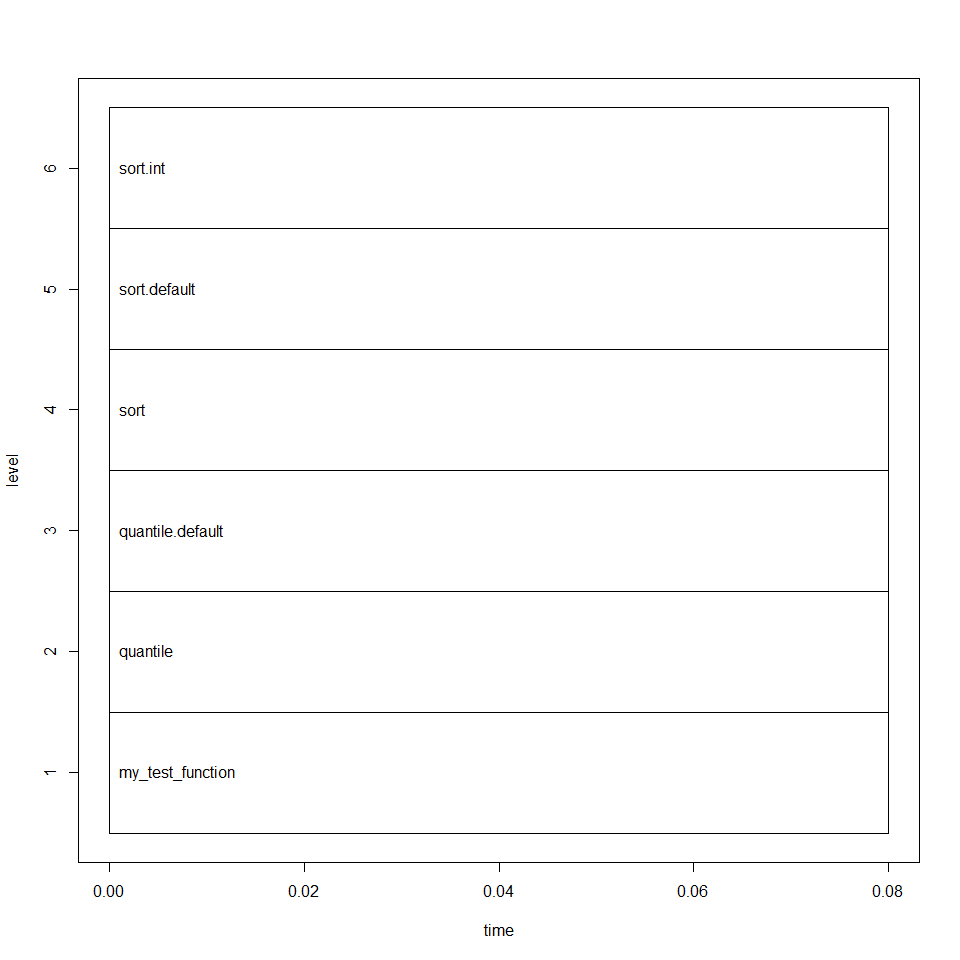 6
sort.int
5
sort.default
4
sort
level
3
quantile.default
2
quantile
1
my_test_function
0.00 0.02 0.04 0.06 0.08
time